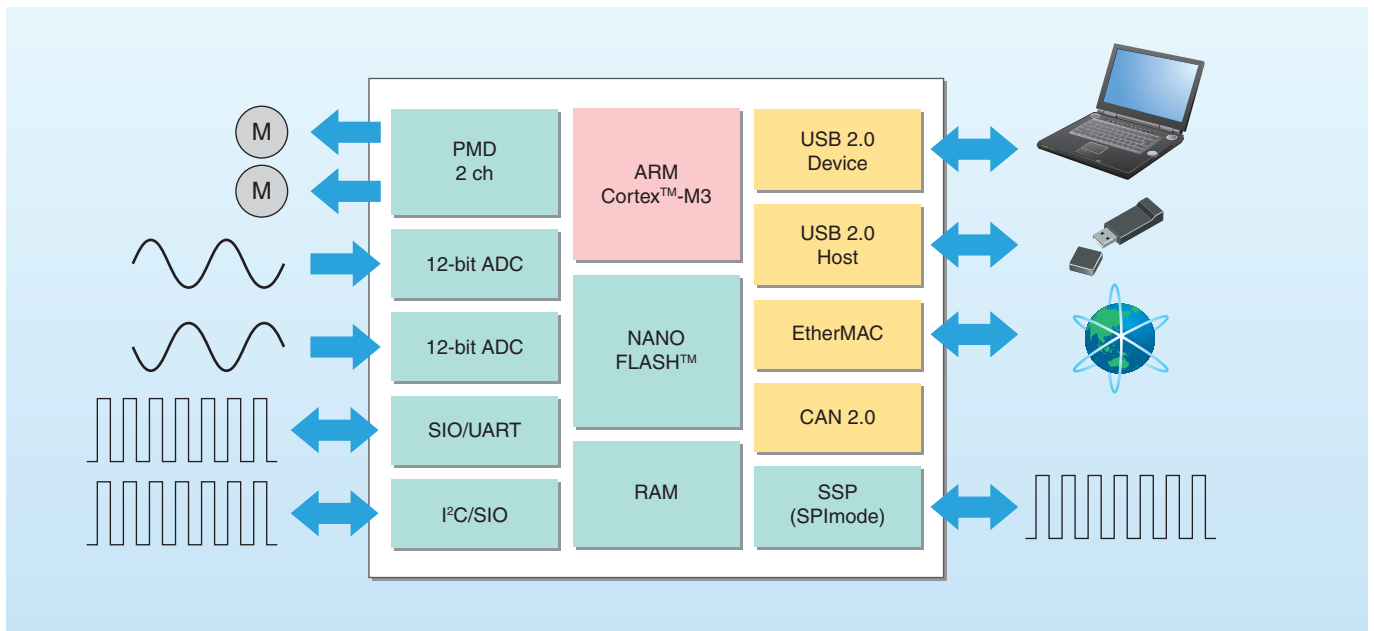 M
M
PMD
2 ch
12-bit ADC
12-bit ADC
SIO/UART
I²C/SIO
ARM
Cortex™-M3
NANO
FLASH™
RAM
USB 2.0
Device
USB 2.0
Host
EtherMAC
CAN 2.0
SSP
(SPImode)